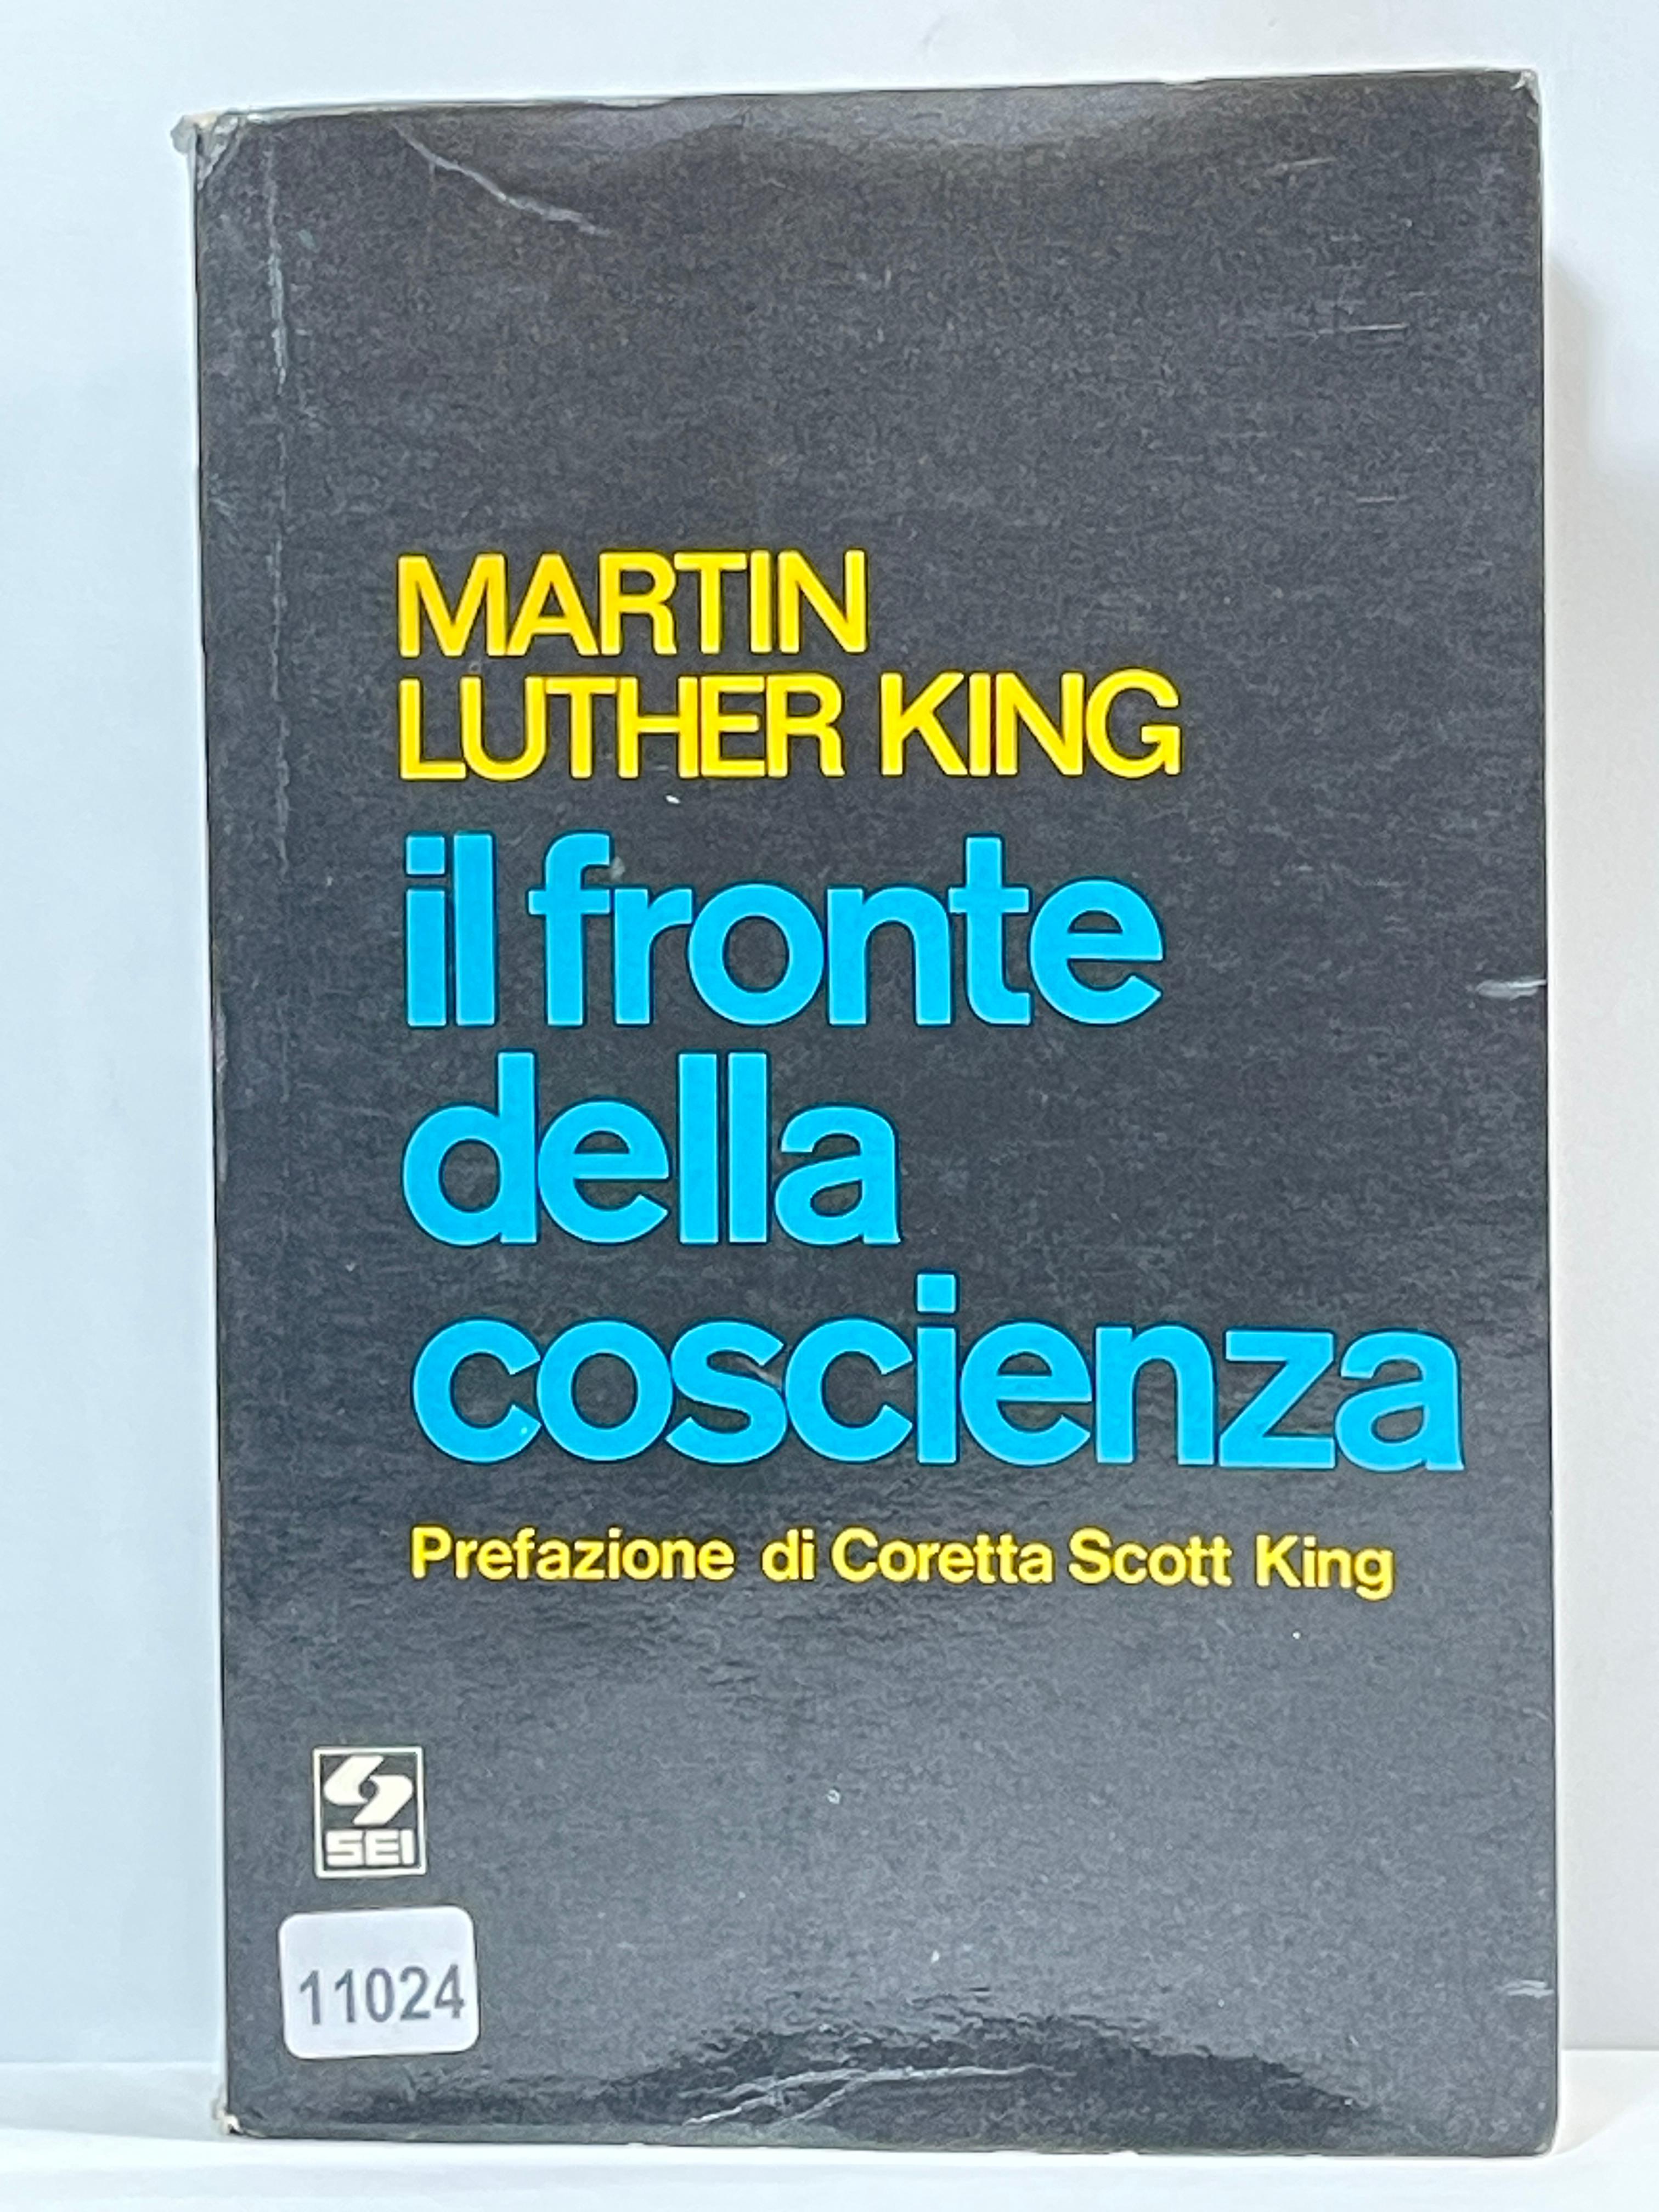 MARTIN
LUTHER KING
il fronte
della
coscienza
Prefazione di Coretta Scott King
SEI
11024